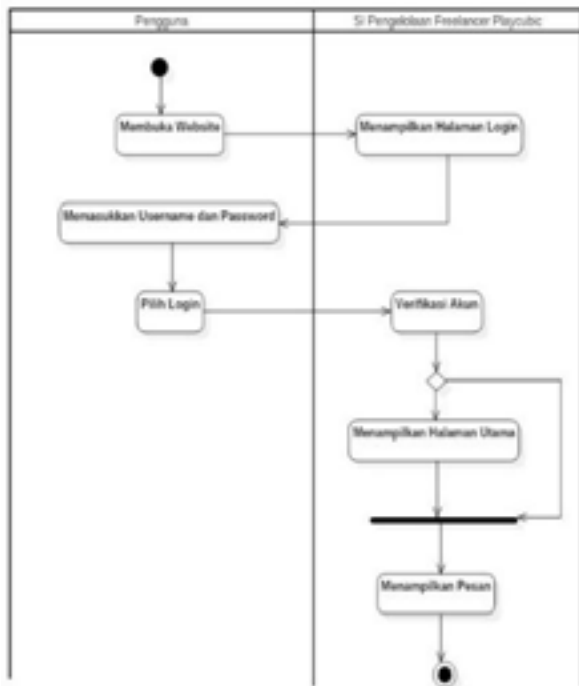 Pengguna
SI Pengelolaan Freelancer Playcubic
Membuka Website
Menampilkan Halaman Login
Memasukkan Username dan Password
Pilih Login
Verifikasi Akun
Menampilkan Halaman Utama
Menampilkan Pesan